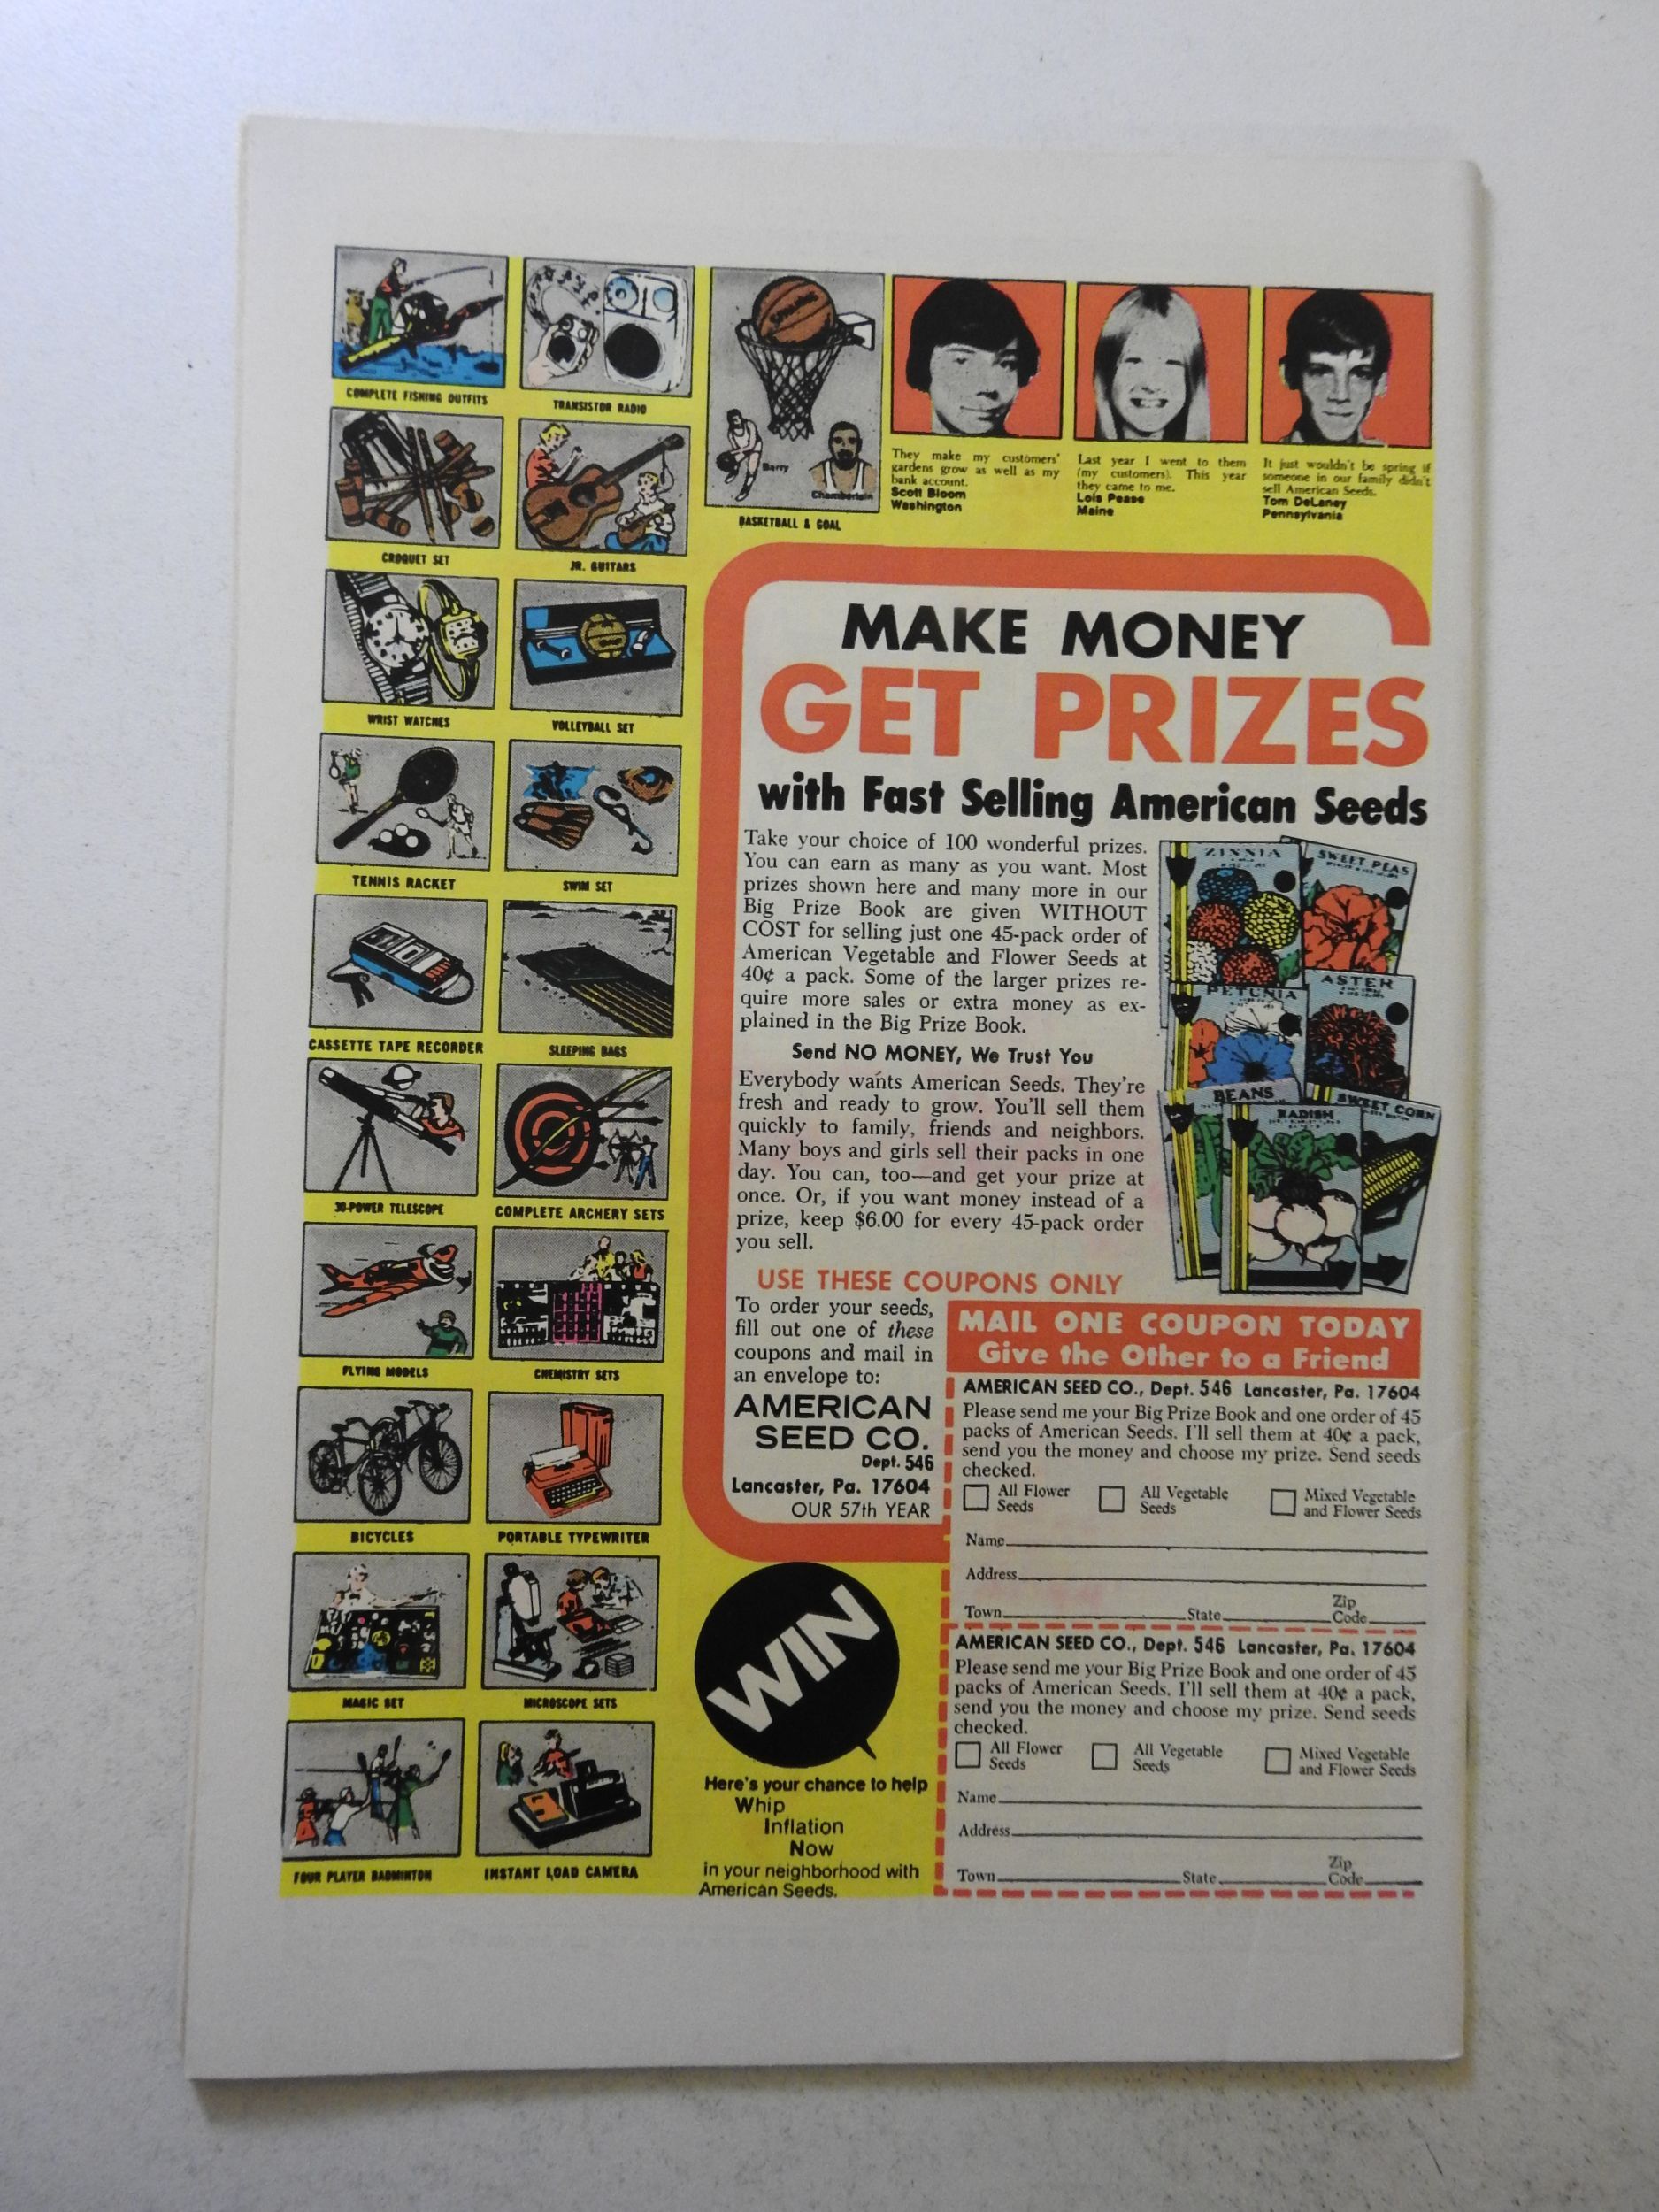 COMPLETE FISHING OUTFITS
TRANSISTOR RADIO
CROQUET SET
JR. GUITARS
WRIST WATCHES
VOLLEYBALL SET
TENNIS RACKET
SWIM SET
CASSETTE TAPE RECORDER
SLEEPING BAGS
30-POWER TELESCOPE
COMPLETE ARCHERY SETS
FLYING MODELS
CHEMISTRY SETS
BICYCLES
PORTABLE TYPEWRITER
MAGIC SET
MICROSCOPE SETS
FOUR PLAYER BADMINTON
INSTANT LOAD CAMERA
Barry
Chamberlain
BASKETBALL & GOAL
They make my customers'
gardens grow as well as my
bank account.
Scott Bloom
Washington
Last year I went to them
(my customers). This year
they came to me.
Lois Pease
Maine
It just wouldn't be spring if
someone in our family didn't
sell American Seeds.
Tom DeLaney
Pennsylvania
MAKE MONEY
GET PRIZES
with Fast Selling American Seeds
Take your choice of 100 wonderful prizes.
You can earn as many as you want. Most
prizes shown here and many more in our
Big Prize Book are given WITHOUT
COST for selling just one 45-pack order of
American Vegetable and Flower Seeds at
40¢ a pack. Some of the larger prizes re-
quire more sales or extra money as ex-
plained in the Big Prize Book.
Send NO MONEY, We Trust You
Everybody wants American Seeds. They're
fresh and ready to grow. You'll sell them
quickly to family, friends and neighbors.
Many boys and girls sell their packs in one
day. You can, too—and get your prize at
once. Or, if you want money instead of a
prize, keep $6.00 for every 45-pack order
you sell.
ZINNIA
SWEET PEAS
PETUNIA
ASTER
BEANS
RADISH
SWEET CORN
USE THESE COUPONS ONLY
To order your seeds,
fill out one of these
coupons and mail in
an envelope to:
AMERICAN
SEED CO.
Dept. 546
Lancaster, Pa. 17604
OUR 57th YEAR
WIN
Here's your chance to help
Whip
Inflation
Now
in your neighborhood with
American Seeds.
MAIL ONE COUPON TODAY
Give the Other to a Friend
AMERICAN SEED CO., Dept. 546 Lancaster, Pa. 17604
Please send me your Big Prize Book and one order of 45
packs of American Seeds. I'll sell them at 40¢ a pack,
send you the money and choose my prize. Send seeds
checked.
All Flower Seeds
All Vegetable Seeds
Mixed Vegetable and Flower Seeds
Name
Address
Town State Zip Code
AMERICAN SEED CO., Dept. 546 Lancaster, Pa. 17604
Please send me your Big Prize Book and one order of 45
packs of American Seeds. I'll sell them at 40¢ a pack,
send you the money and choose my prize. Send seeds
checked.
All Flower Seeds
All Vegetable Seeds
Mixed Vegetable and Flower Seeds
Name
Address
Town State Zip Code